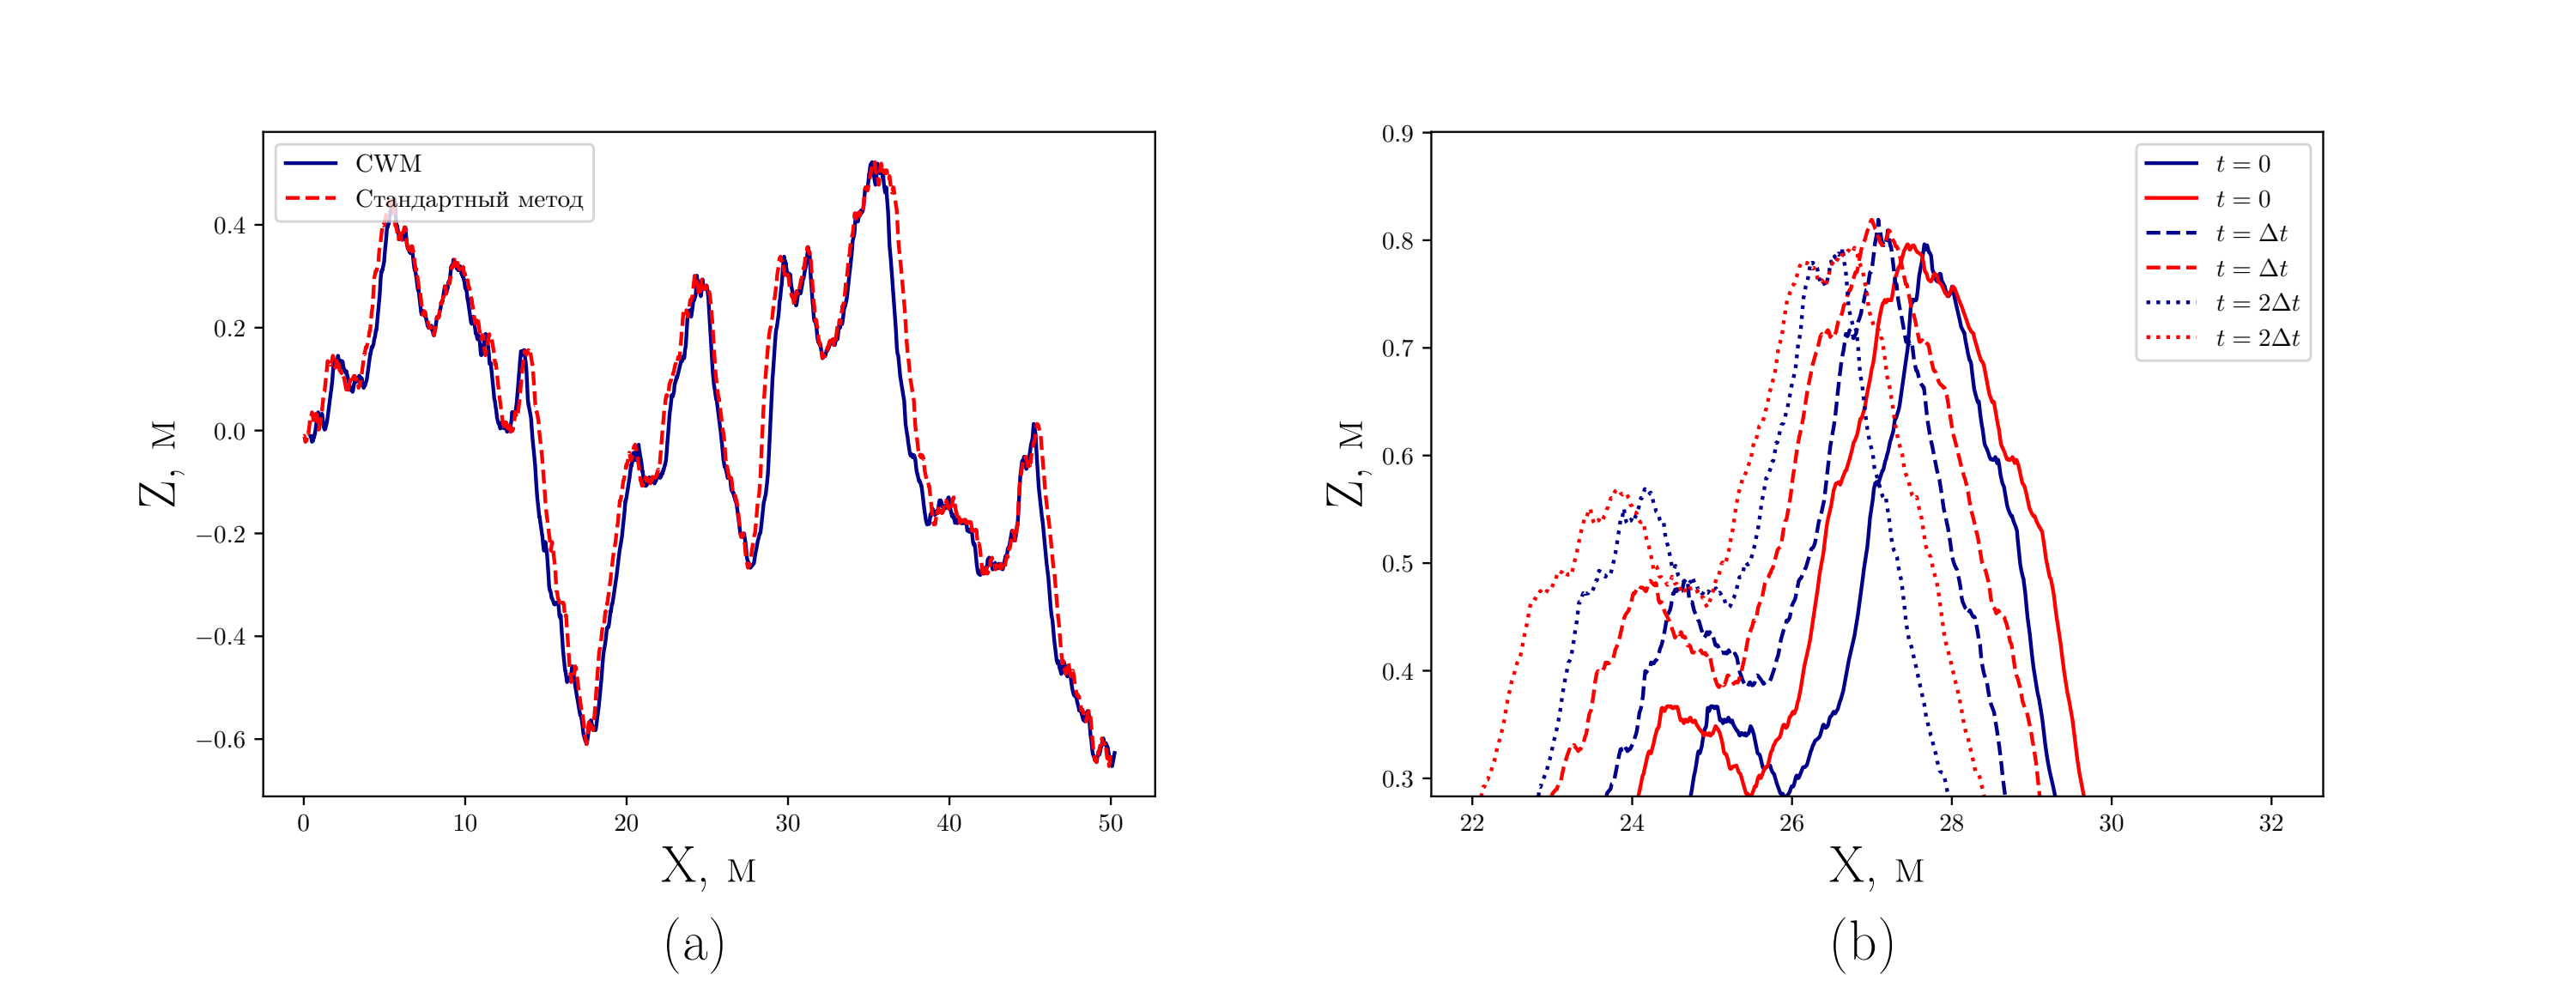 CWM
Стандартный метод
0.4
0.2
0.0
−0.2
−0.4
−0.6
Z, м
0 10 20 30 40 50
X, м
(a)
t = 0
t = 0
t = Δt
t = Δt
t = 2Δt
t = 2Δt
0.9
0.8
0.7
0.6
0.5
0.4
0.3
Z, м
22 24 26 28 30 32
X, м
(b)